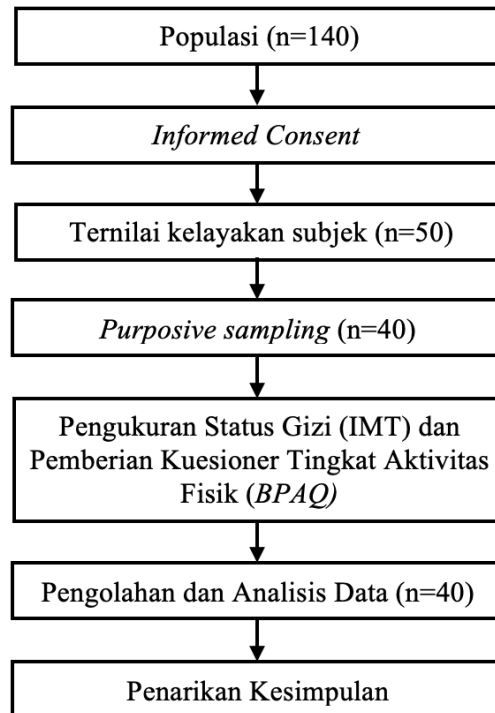 Populasi (n=140)
Informed Consent
Ternilai kelayakan subjek (n=50)
Purposive sampling (n=40)
Pengukuran Status Gizi (IMT) dan
Pemberian Kuesioner Tingkat Aktivitas
Fisik (BPAQ)
Pengolahan dan Analisis Data (n=40)
Penarikan Kesimpulan